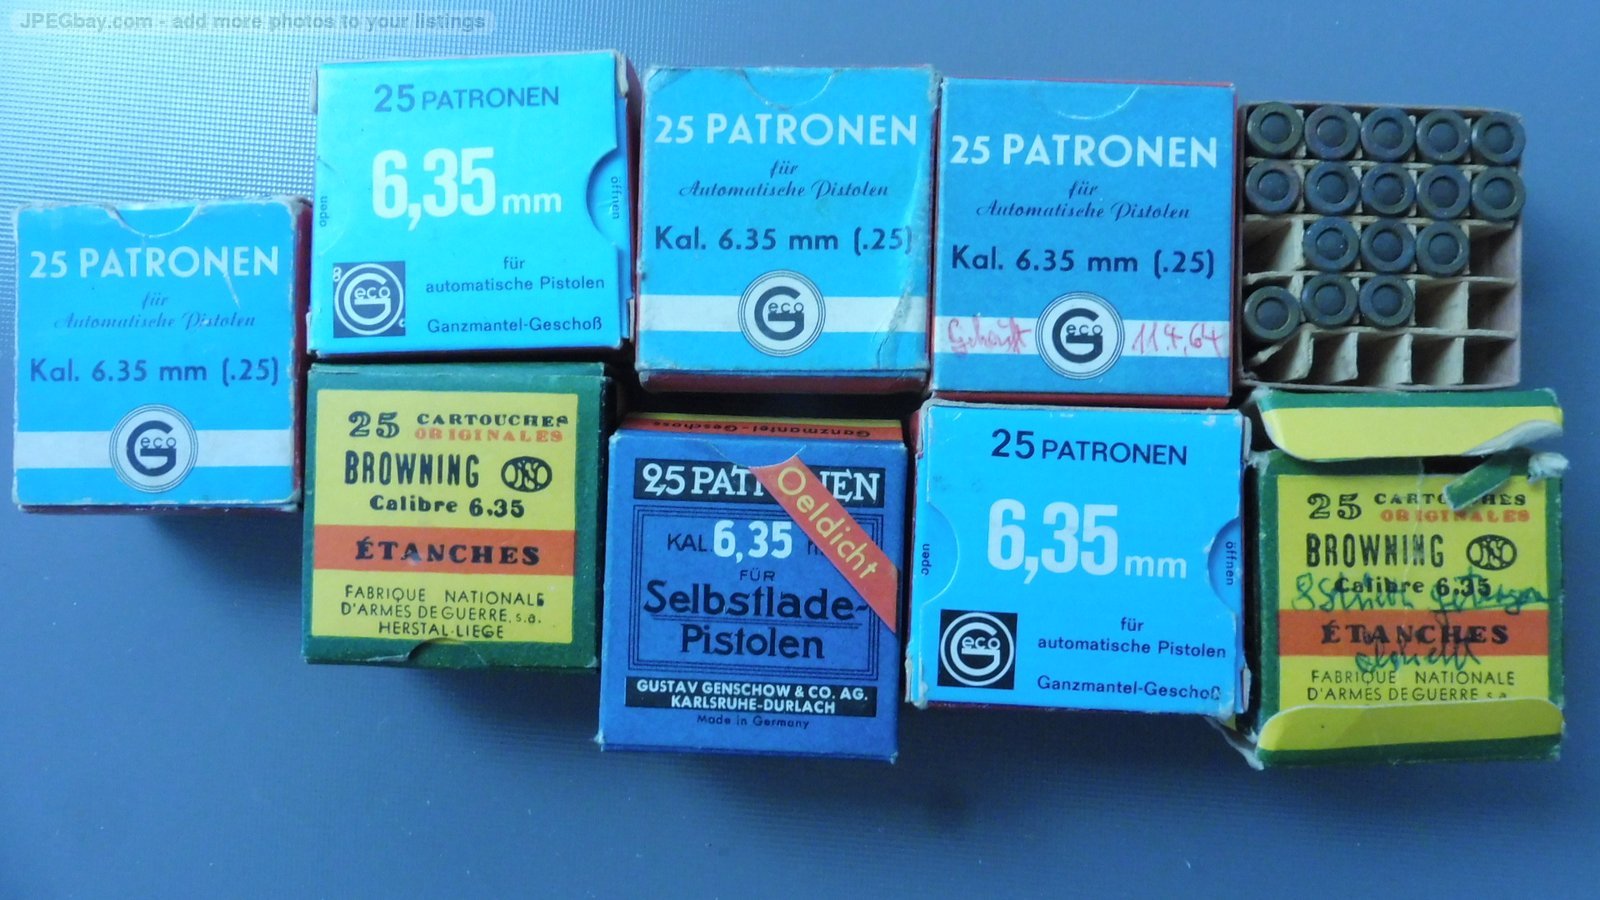 JPEGbay.com - add more photos to your listings
25 PATRONEN
für
Automatische Pistolen
Kal. 6.35 mm (.25)
Geco
25 PATRONEN
6,35 mm
open
öffnen
Geco
für
automatische Pistolen
Ganzmantel-Geschoß
25 PATRONEN
für
Automatische Pistolen
Kal. 6.35 mm (.25)
Geco
25 PATRONEN
für
Automatische Pistolen
Kal. 6.35 mm (.25)
Geco
11.4.64
25 CARTOUCHES
ORIGINALES
BROWNING FN
Calibre 6.35
ÉTANCHES
FABRIQUE NATIONALE
D'ARMES DE GUERRE. s.a.
HERSTAL-LIEGE
Ganzmantel-Geschoss
25 PATRONEN
Oeldicht
KAL 6,35
FÜR
Selbstlade-
Pistolen
GUSTAV GENSCHOW & CO. AG.
KARLSRUHE-DURLACH
Made in Germany
25 PATRONEN
6,35 mm
open
öffnen
Geco
für
automatische Pistolen
Ganzmantel-Geschoß
25 CARTOUCHES
ORIGINALES
BROWNING FN
Calibre 6.35
ÉTANCHES
FABRIQUE NATIONALE
D'ARMES DE GUERRE s.a.